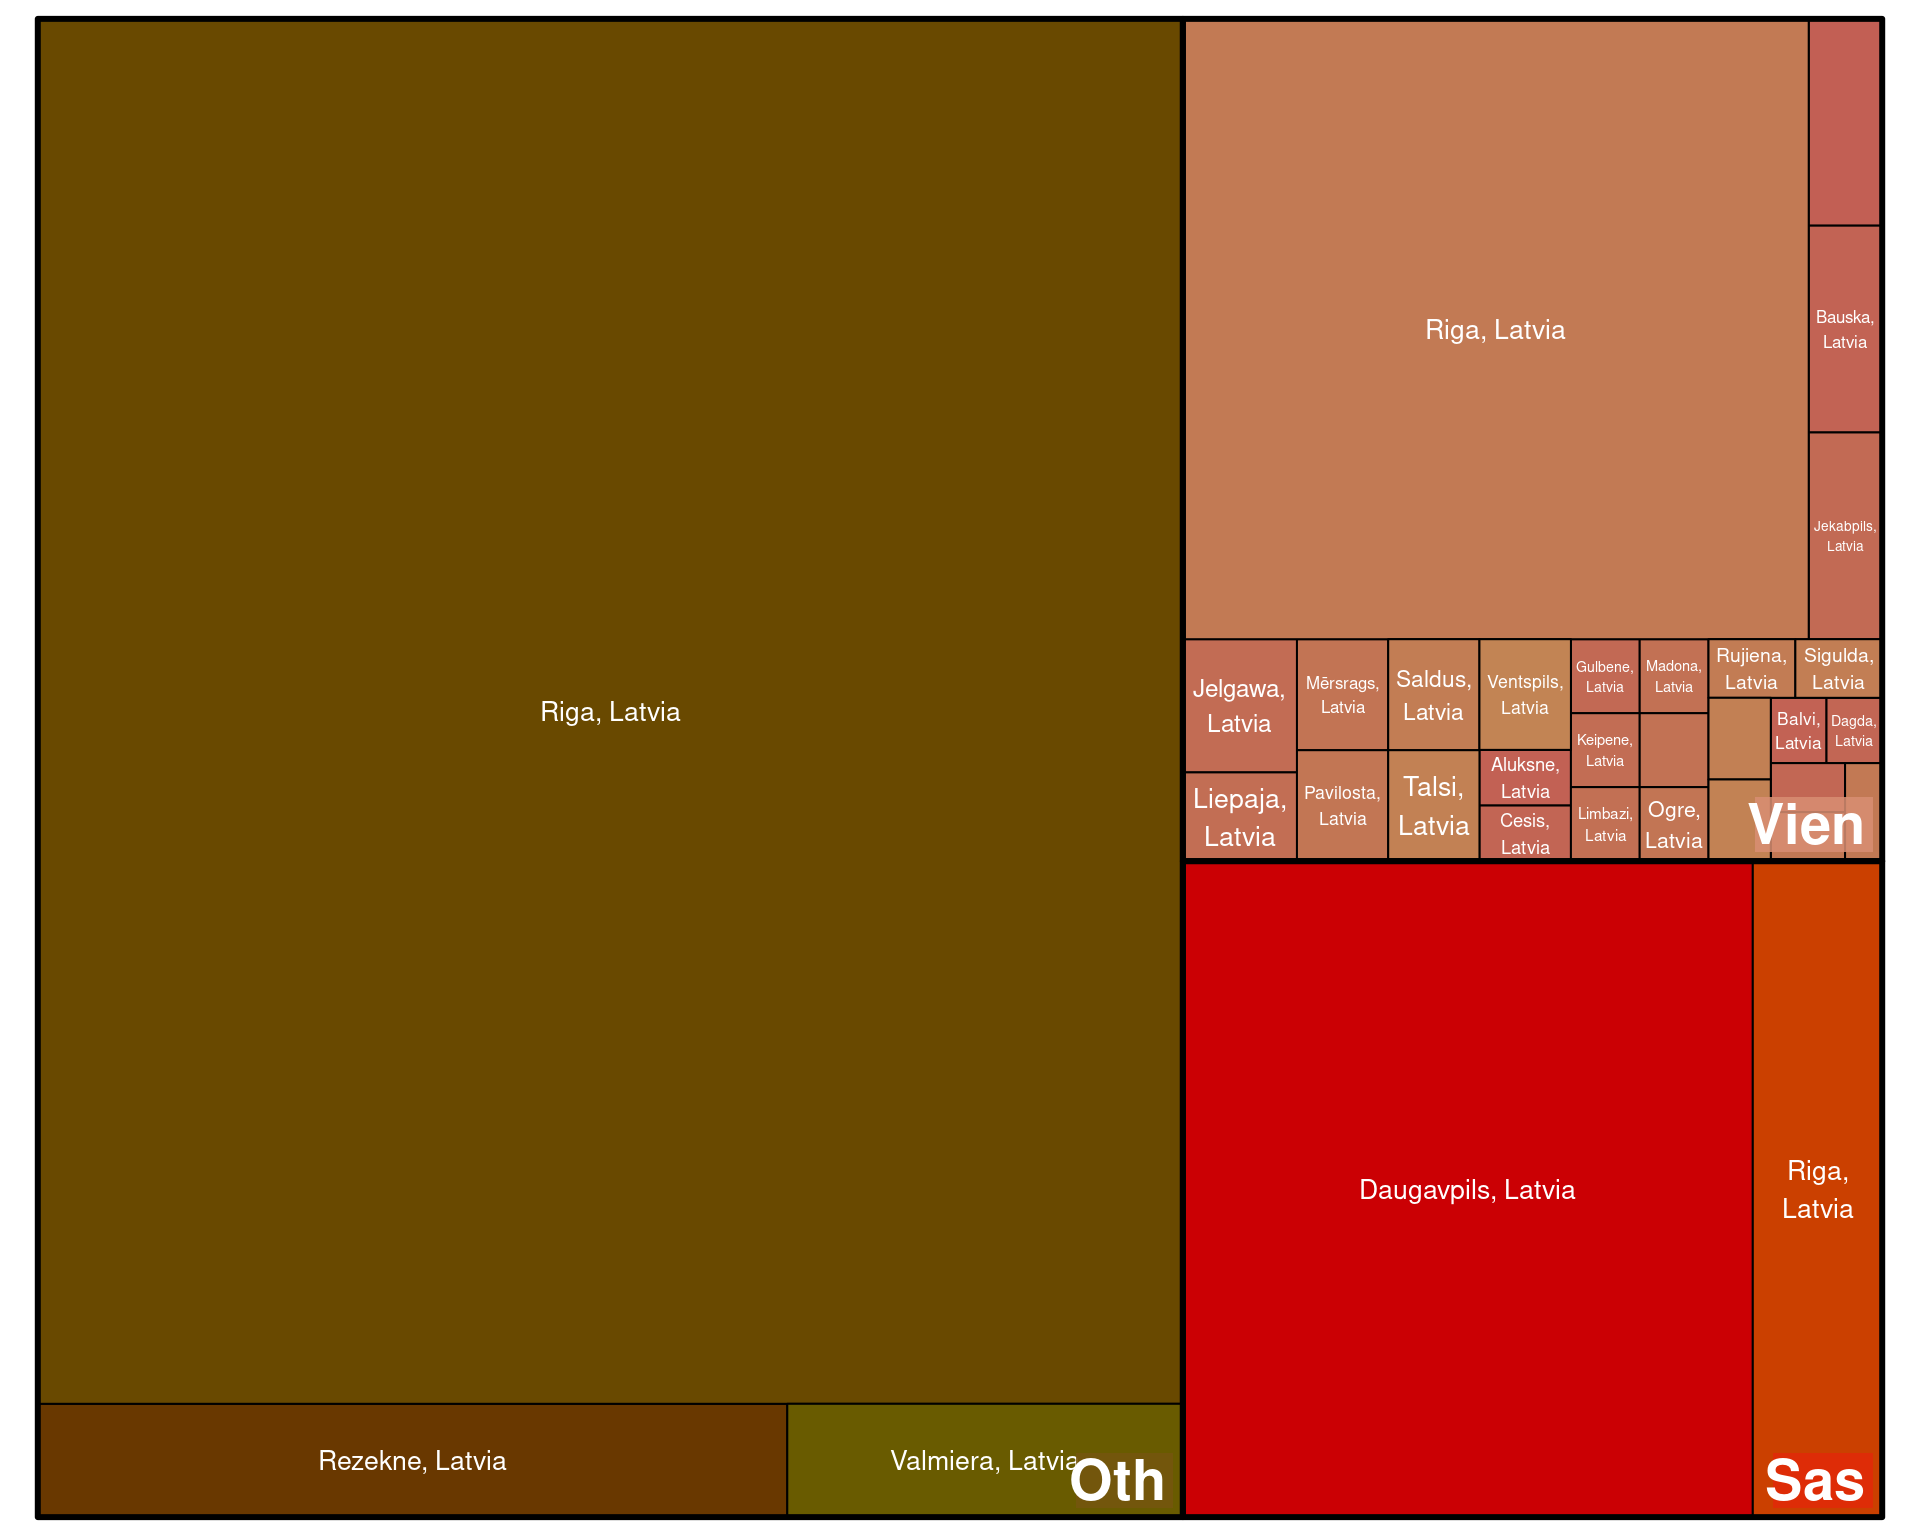 Riga, Latvia
Rezekne, Latvia
Valmiera, Latvia
Oth
Riga, Latvia
Bauska,
Latvia
Jekabpils,
Latvia
Jelgawa,
Latvia
Liepaja,
Latvia
Mērsrags,
Latvia
Pavilosta,
Latvia
Saldus,
Latvia
Talsi,
Latvia
Ventspils,
Latvia
Aluksne,
Latvia
Cesis,
Latvia
Gulbene,
Latvia
Keipene,
Latvia
Limbazi,
Latvia
Madona,
Latvia
Ogre,
Latvia
Rujiena,
Latvia
Sigulda,
Latvia
Balvi,
Latvia
Dagda,
Latvia
Vien
Daugavpils, Latvia
Riga,
Latvia
Sas